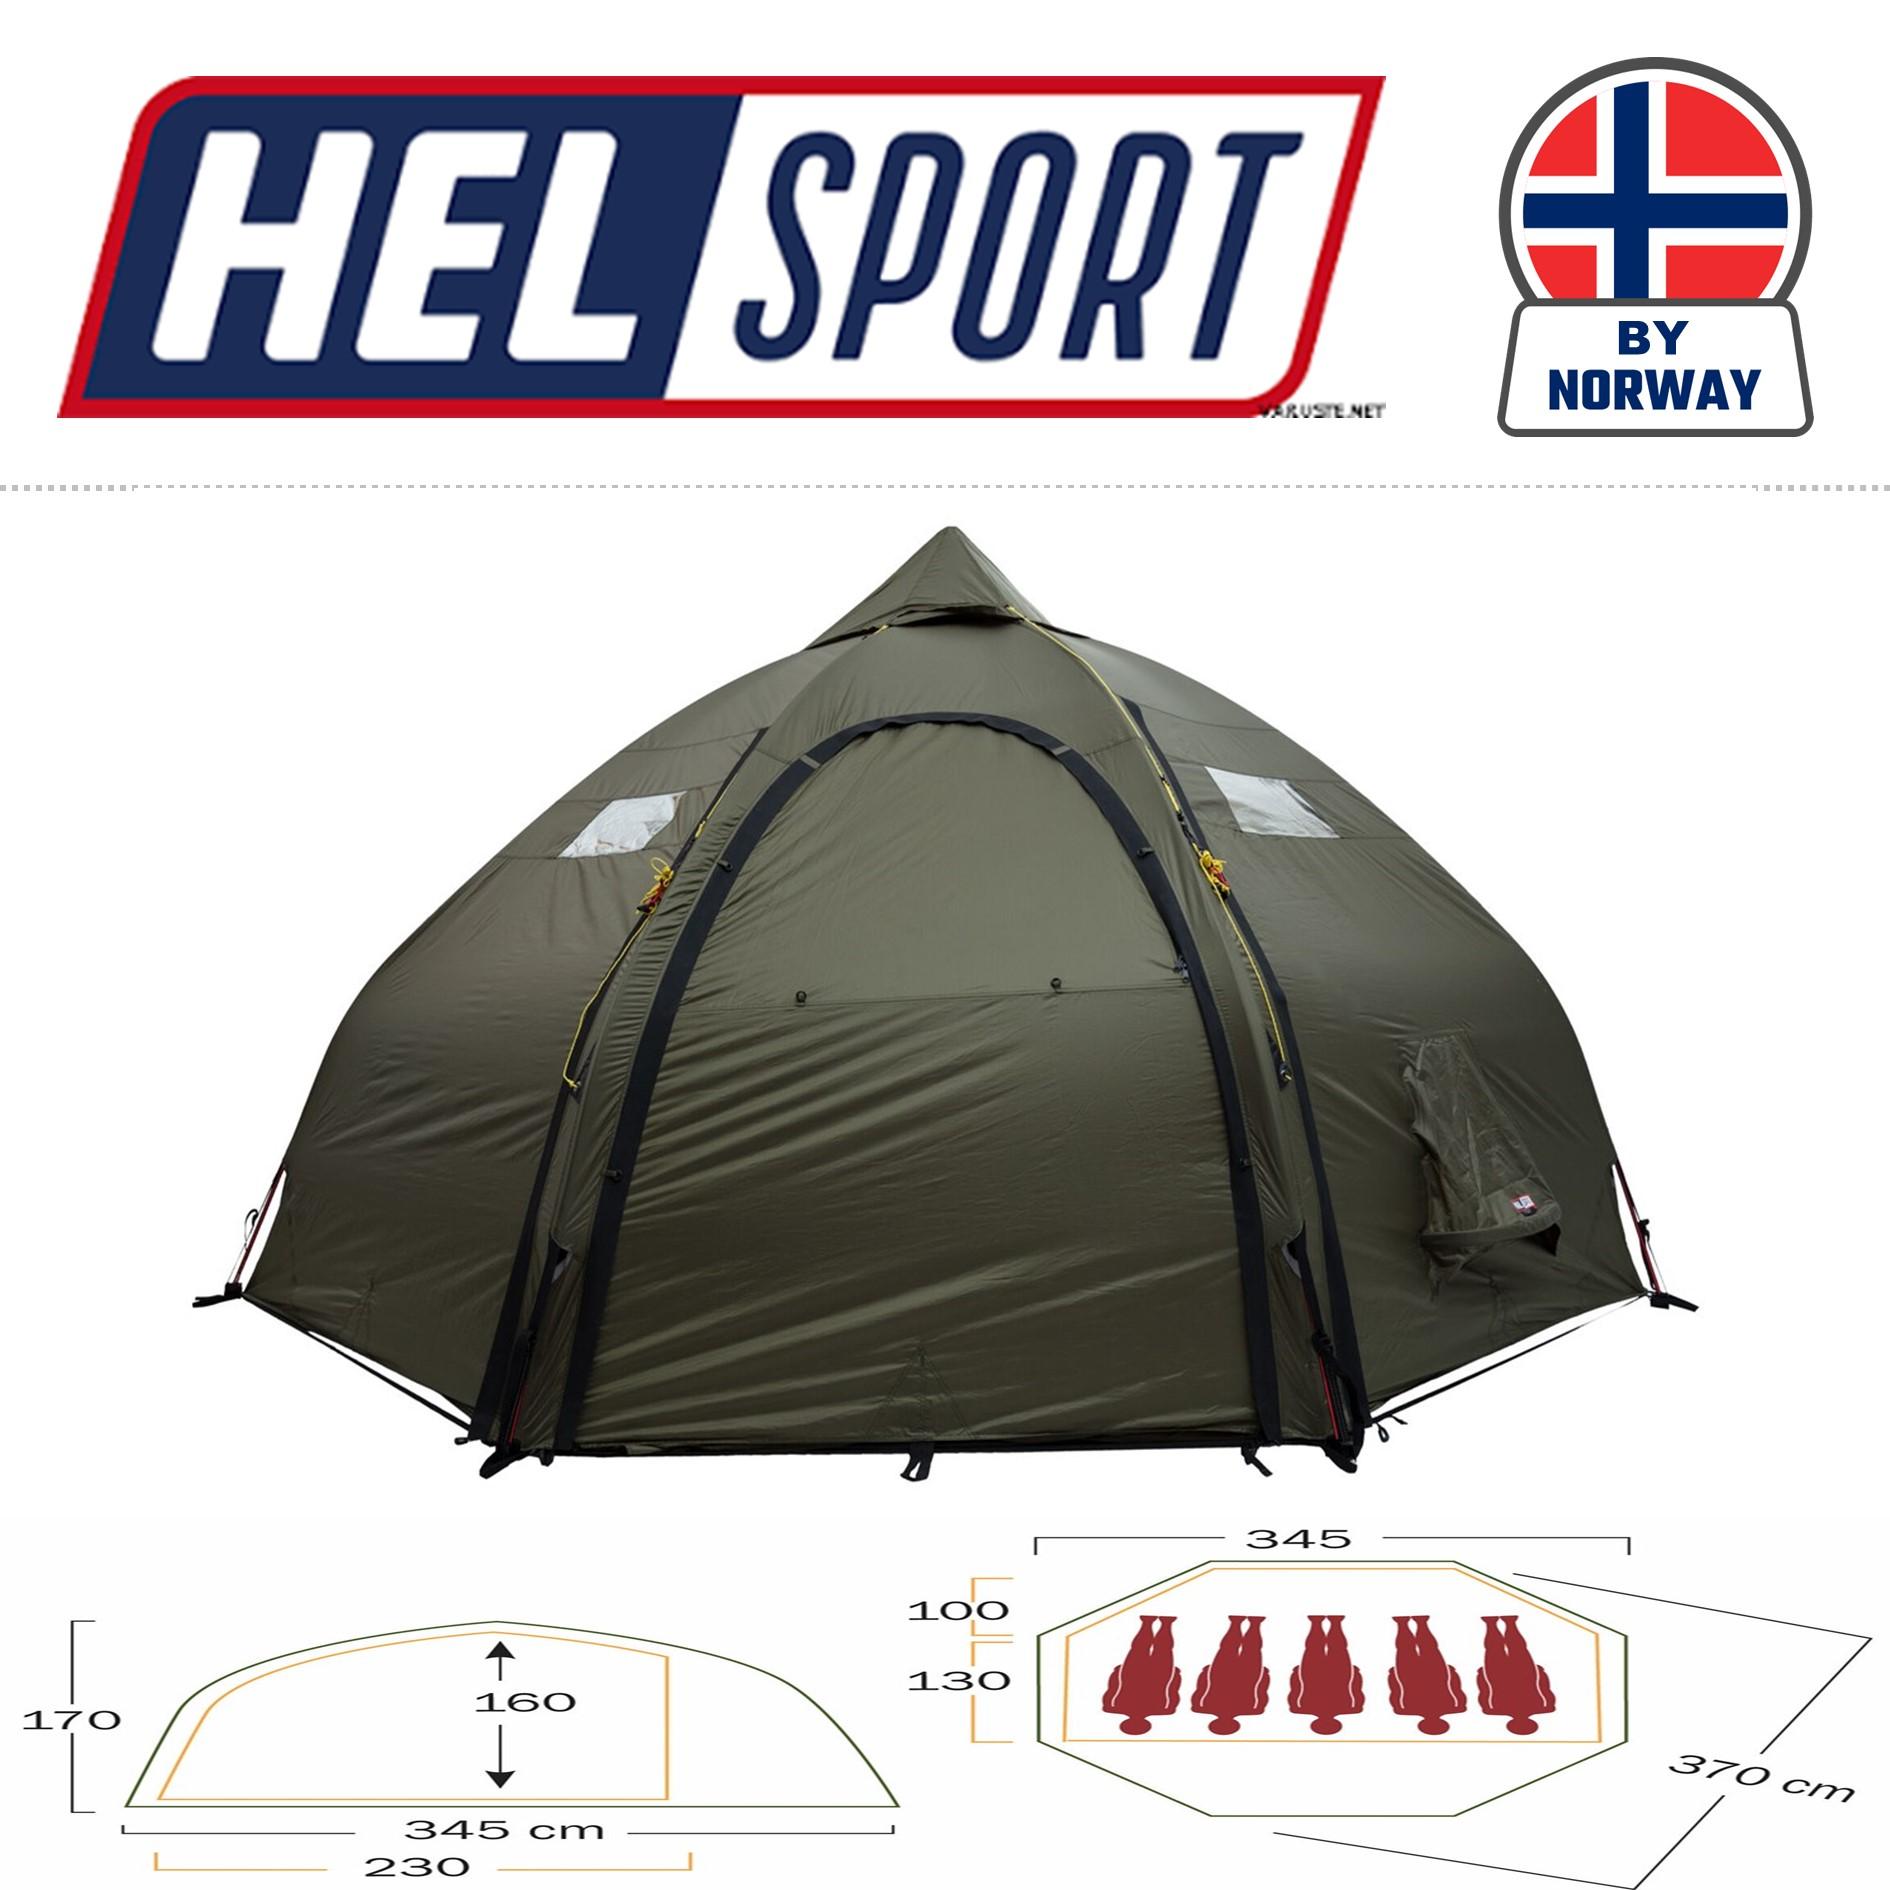 HEL SPORT
VARUSTE.NET
BY
NORWAY
345
100
130
370 cm
170
160
345 cm
230